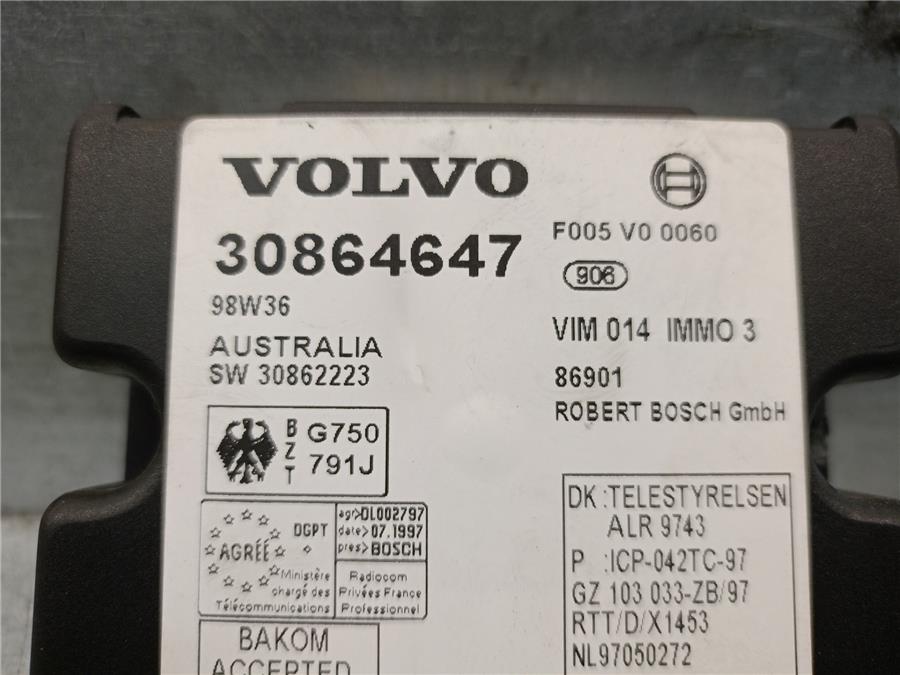 VOLVO
30864647
98W36
AUSTRALIA
SW 30862223
F005 V0 0060
906
VIM 014 IMMO 3
86901
ROBERT BOSCH GmbH
BZT
G750
791J
AGRÉÉ
DGPT
Ministère
chargé des
Télécommunications
agr>DL002797
date>07.1997
pres>BOSCH
Radiocom
Privées France
Professionnel
BAKOM
ACCEPTED
DK :TELESTYRELSEN
ALR 9743
P :ICP-042TC-97
GZ 103 033-ZB/97
RTT/D/X1453
NL97050272